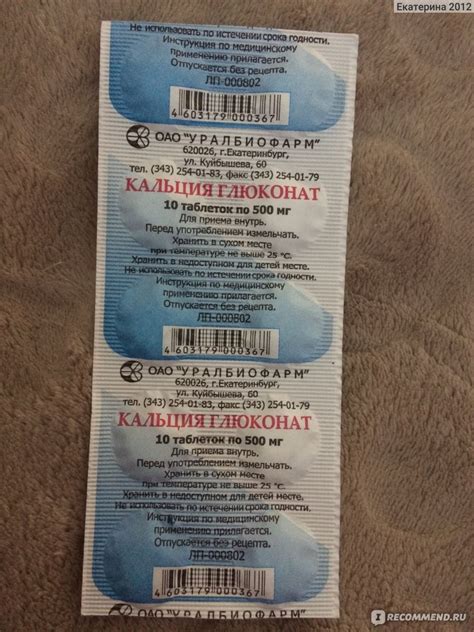 Екатерина 2012
Не использовать по истечении срока годности.
Инструкция по медицинскому
применению прилагается.
Отпускается без рецепта.
ЛП-000802
4 603179 000367
ОАО "УРАЛБИОФАРМ"
620026, г.Екатеринбург,
ул. Куйбышева, 60
тел. (343) 254-01-83, факс (343) 254-01-79
КАЛЬЦИЯ ГЛЮКОНАТ
10 таблеток по 500 мг
Для приема внутрь.
Перед употреблением измельчать.
Хранить в сухом месте
при температуре не выше 25 °С.
Хранить в недоступном для детей месте.
Не использовать по истечении срока годности.
Инструкция по медицинскому
применению прилагается.
Отпускается без рецепта.
ЛП-000802
4 603179 000367
ОАО "УРАЛБИОФАРМ"
620026, г.Екатеринбург,
ул. Куйбышева, 60
тел. (343) 254-01-83, факс (343) 254-01-79
КАЛЬЦИЯ ГЛЮКОНАТ
10 таблеток по 500 мг
Для приема внутрь.
Перед употреблением измельчать.
Хранить в сухом месте
при температуре не выше 25 °С.
Хранить в недоступном для детей месте.
Не использовать по истечении срока годности.
Инструкция по медицинскому
применению прилагается.
Отпускается без рецепта.
ЛП-000802
4 603179 000367
ОАО "УРАЛБИОФАРМ"
IRECOMMEND.RU